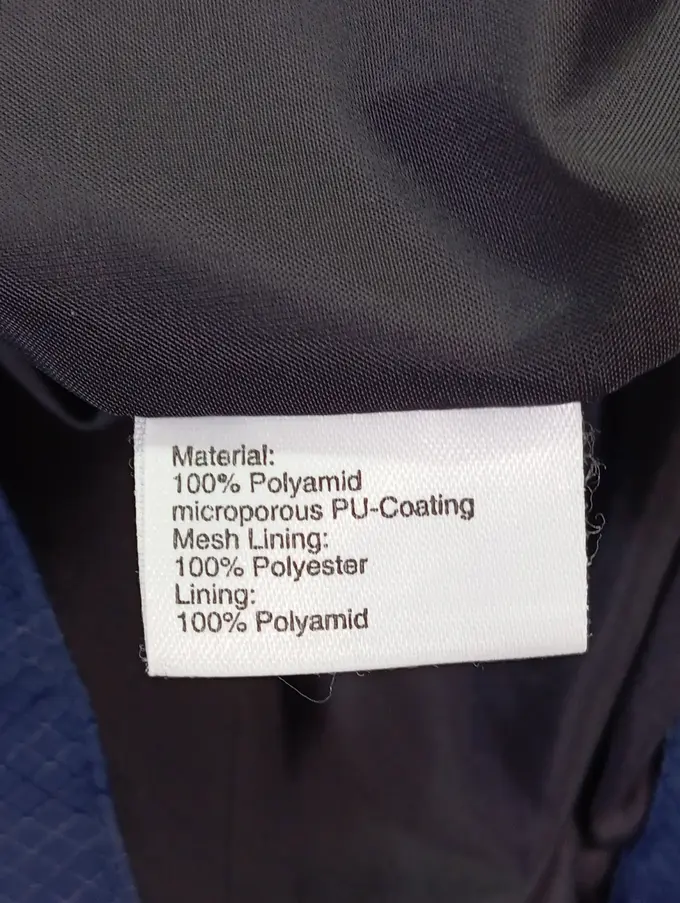 Material:
100% Polyamid
microporous PU-Coating
Mesh Lining:
100% Polyester
Lining:
100% Polyamid